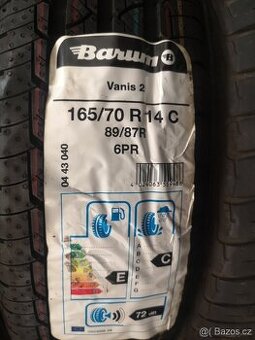 Barum
Vanis 2
165/70 R 14 C
89/87R
6PR
04 43 040
E
C
72 dB
Bazos.cz